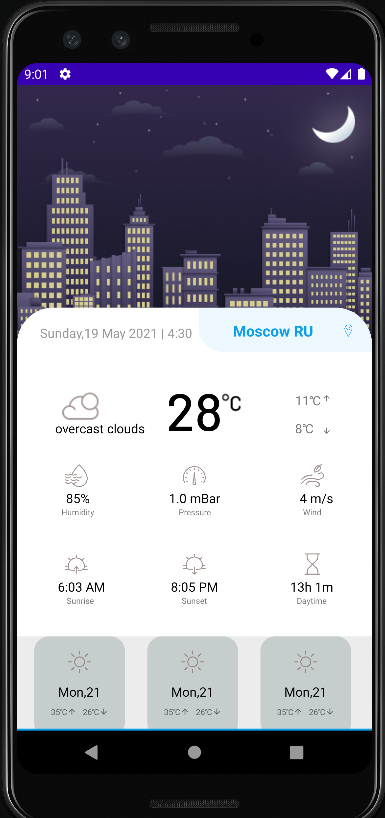 9:01
Sunday,19 May 2021 | 4:30
Moscow RU
overcast clouds
28°C
11°C↑
8°C ↓
85%
Humidity
1.0 mBar
Pressure
4 m/s
Wind
6:03 AM
Sunrise
8:05 PM
Sunset
13h 1m
Daytime
Mon,21
35°C↑ 26°C↓
Mon,21
35°C↑ 26°C↓
Mon,21
35°C↑ 26°C↓